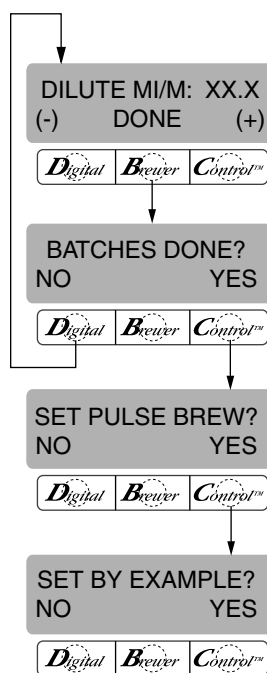 DILUTE MI/M: XX.X
(-) DONE (+)
Digital Brewer Control™
BATCHES DONE?
NO YES
Digital Brewer Control™
SET PULSE BREW?
NO YES
Digital Brewer Control™
SET BY EXAMPLE?
NO YES
Digital Brewer Control™